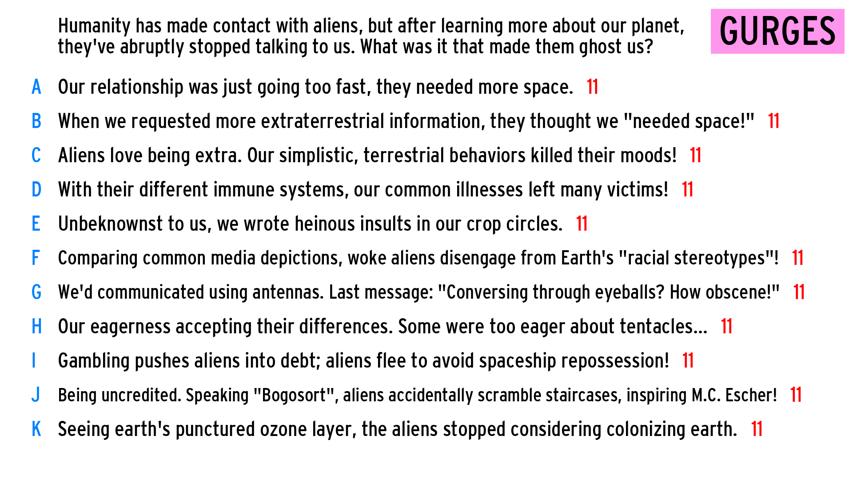 Humanity has made contact with aliens, but after learning more about our planet,
they've abruptly stopped talking to us. What was it that made them ghost us?
GURGES
A Our relationship was just going too fast, they needed more space. 11
B When we requested more extraterrestrial information, they thought we "needed space!" 11
C Aliens love being extra. Our simplistic, terrestrial behaviors killed their moods! 11
D With their different immune systems, our common illnesses left many victims! 11
E Unbeknownst to us, we wrote heinous insults in our crop circles. 11
F Comparing common media depictions, woke aliens disengage from Earth's "racial stereotypes"! 11
G We'd communicated using antennas. Last message: "Conversing through eyeballs? How obscene!" 11
H Our eagerness accepting their differences. Some were too eager about tentacles... 11
I Gambling pushes aliens into debt; aliens flee to avoid spaceship repossession! 11
J Being uncredited. Speaking "Bogosort", aliens accidentally scramble staircases, inspiring M.C. Escher! 11
K Seeing earth's punctured ozone layer, the aliens stopped considering colonizing earth. 11